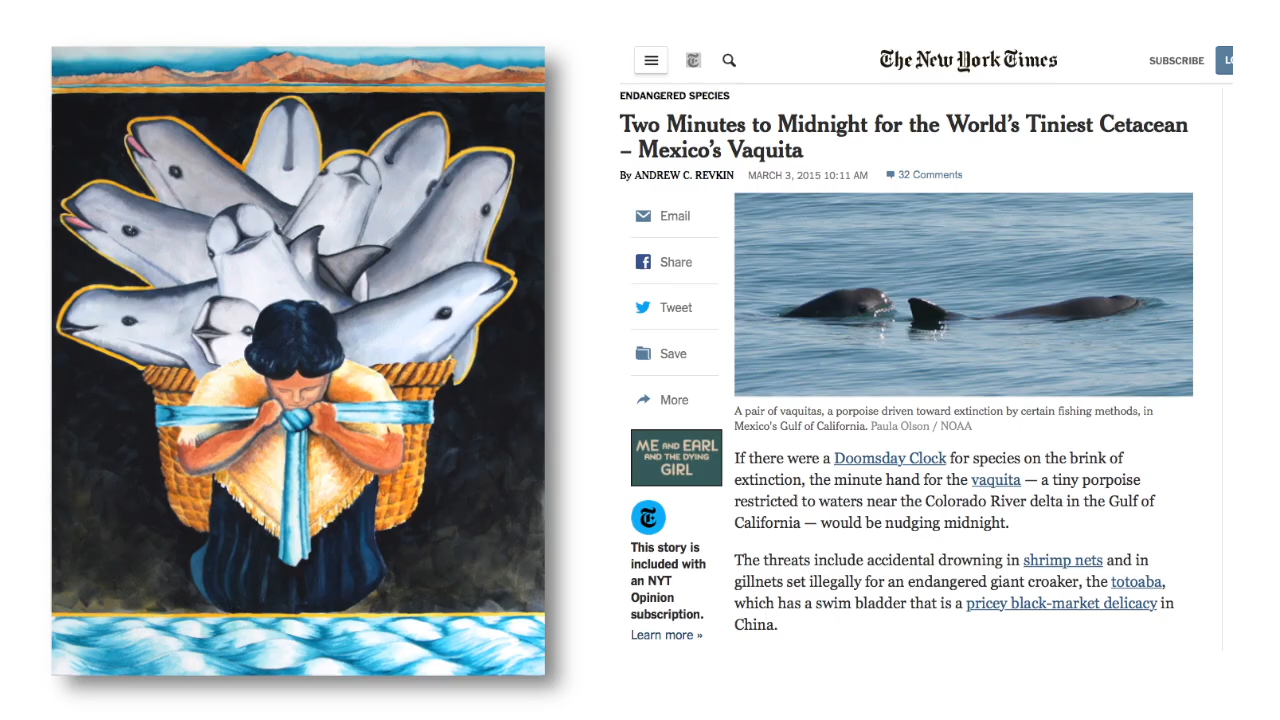 The New York Times
SUBSCRIBE
LO
ENDANGERED SPECIES
Two Minutes to Midnight for the World's Tiniest Cetacean
– Mexico's Vaquita
By ANDREW C. REVKIN MARCH 3, 2015 10:11 AM 32 Comments
Email
Share
Tweet
Save
More
ME AND EARL
AND THE DYING
GIRL
This story is
included with
an NYT
Opinion
subscription.
Learn more »
A pair of vaquitas, a porpoise driven toward extinction by certain fishing methods, in
Mexico's Gulf of California. Paula Olson / NOAA
If there were a Doomsday Clock for species on the brink of
extinction, the minute hand for the vaquita — a tiny porpoise
restricted to waters near the Colorado River delta in the Gulf of
California — would be nudging midnight.
The threats include accidental drowning in shrimp nets and in
gillnets set illegally for an endangered giant croaker, the totoaba,
which has a swim bladder that is a pricey black-market delicacy in
China.